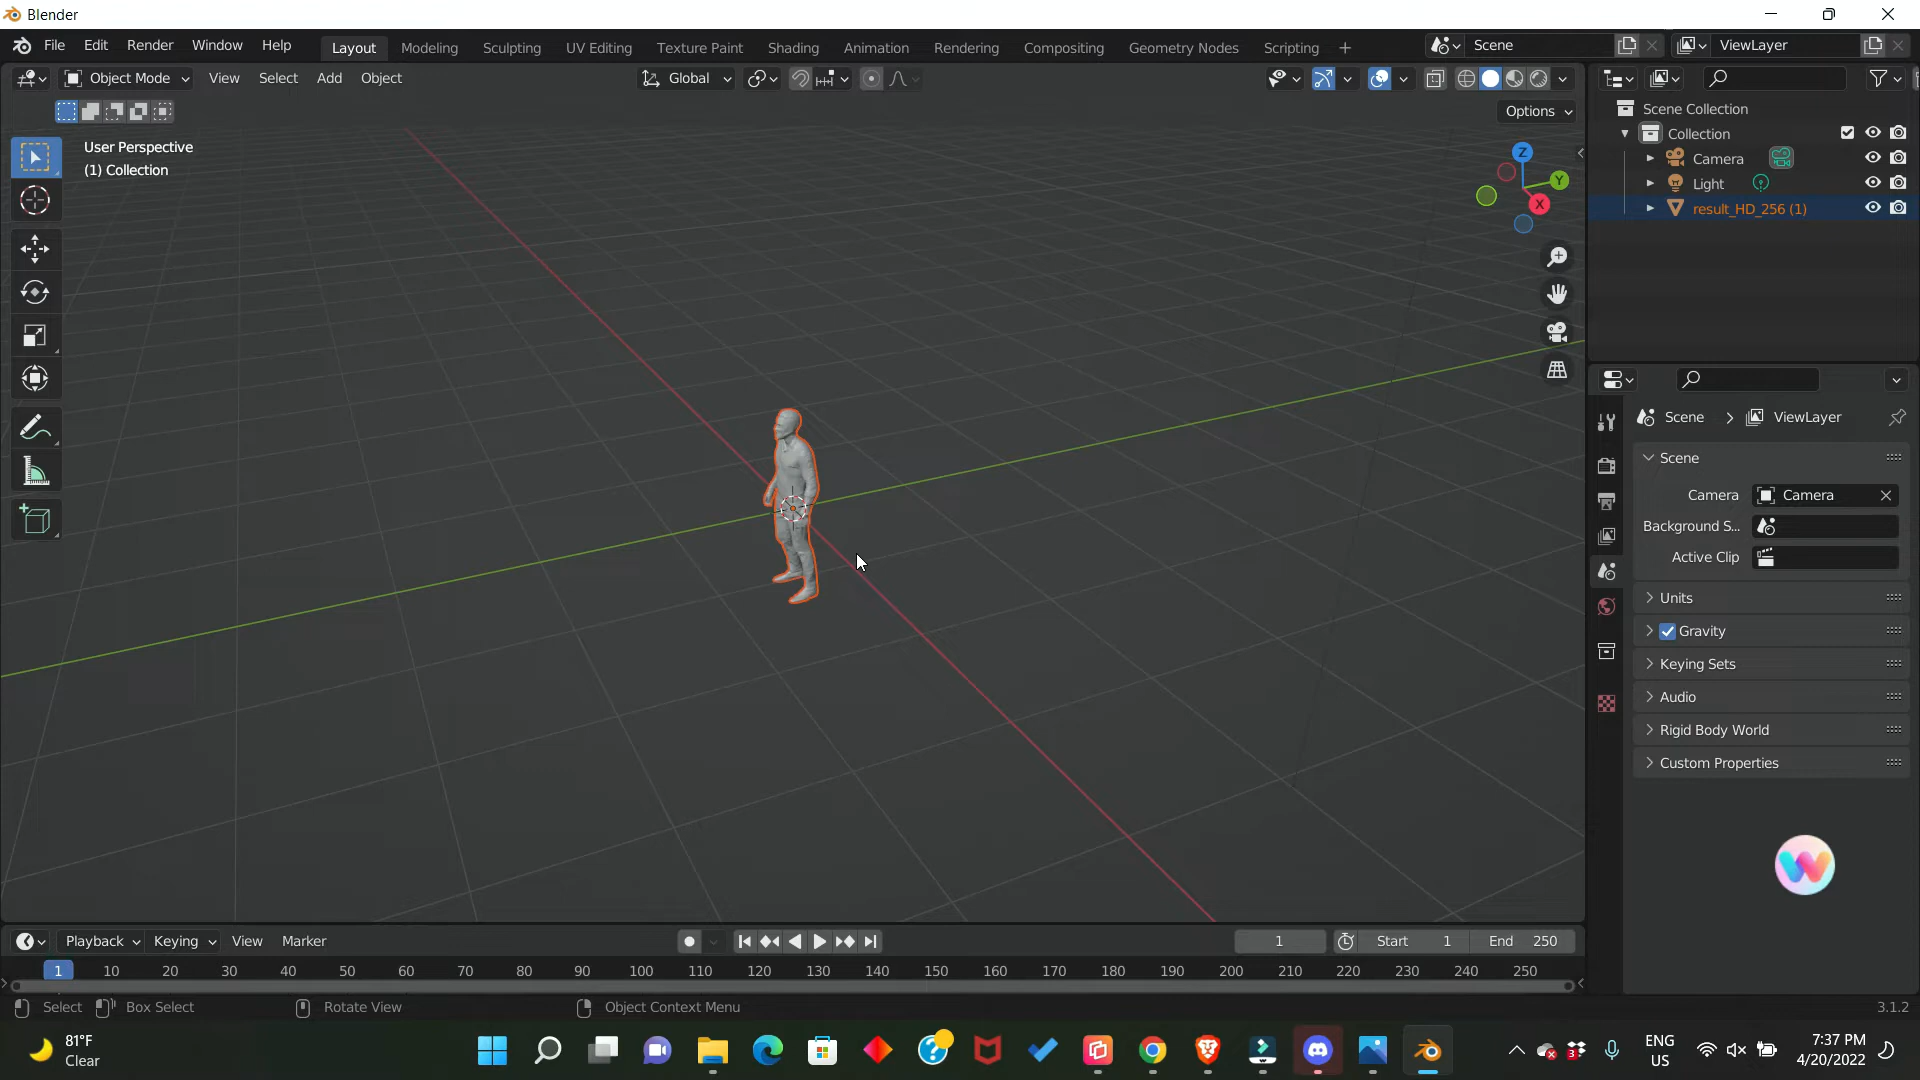 Blender
File Edit Render Window Help Layout Modeling Sculpting UV Editing Texture Paint Shading Animation Rendering Compositing Geometry Nodes Scripting + Scene ViewLayer
Object Mode View Select Add Object Global
Options
User Perspective
(1) Collection
Z
Y
X
Scene Collection
Collection
Camera
Light
result_HD_256 (1)
Scene > ViewLayer
Scene
Camera Camera
Background S...
Active Clip
Units
Gravity
Keying Sets
Audio
Rigid Body World
Custom Properties
Playback Keying View Marker 1 Start 1 End 250
1 10 20 30 40 50 60 70 80 90 100 110 120 130 140 150 160 170 180 190 200 210 220 230 240 250
Select Box Select Rotate View Object Context Menu 3.1.2
81°F
Clear
3
ENG
US
7:37 PM
4/20/2022